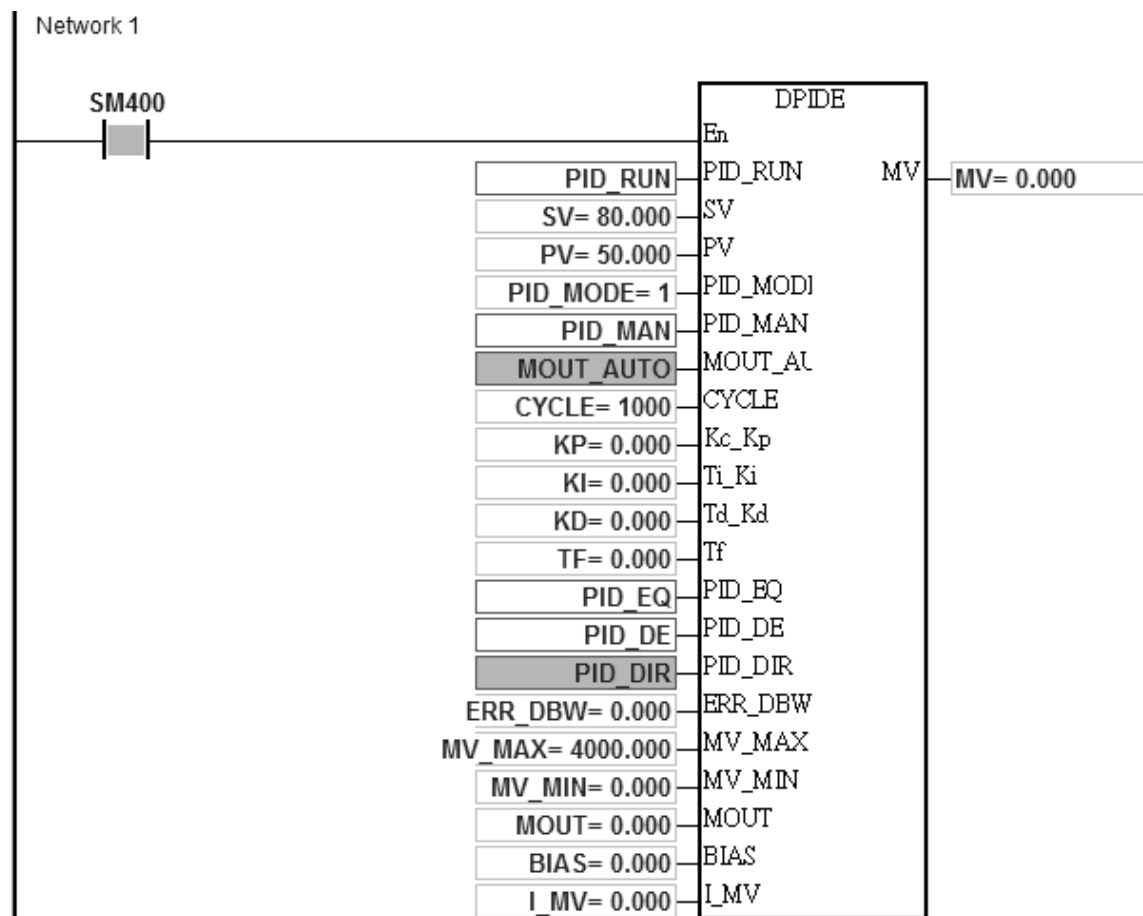 Network 1
SM400
DPIDE
En
PID_RUN PID_RUN MV MV= 0.000
SV= 80.000 SV
PV= 50.000 PV
PID_MODE= 1 PID_MODI
PID_MAN PID_MAN
MOUT_AUTO MOUT_AU
CYCLE= 1000 CYCLE
KP= 0.000 Kc_Kp
KI= 0.000 Ti_Ki
KD= 0.000 Td_Kd
TF= 0.000 Tf
PID_EQ PID_EQ
PID_DE PID_DE
PID_DIR PID_DIR
ERR_DBW= 0.000 ERR_DBW
MV_MAX= 4000.000 MV_MAX
MV_MIN= 0.000 MV_MIN
MOUT= 0.000 MOUT
BIAS= 0.000 BIAS
I_MV= 0.000 I_MV